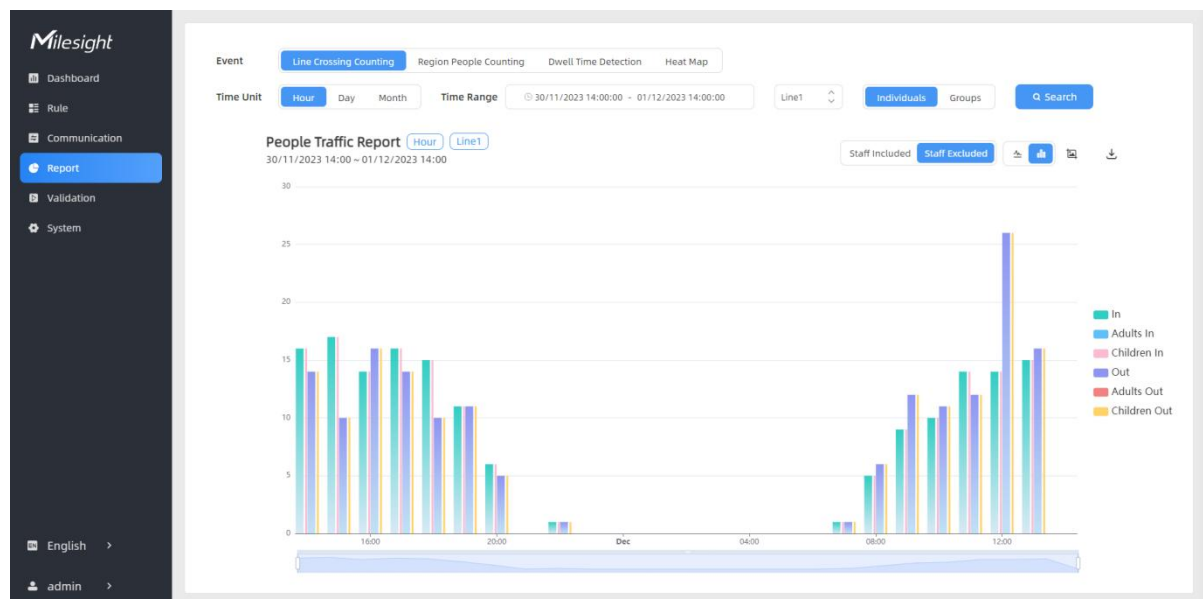 Milesight
Dashboard
Rule
Communication
Report
Validation
System
EN English >
admin >
Event Line Crossing Counting Region People Counting Dwell Time Detection Heat Map
Time Unit Hour Day Month Time Range 30/11/2023 14:00:00 - 01/12/2023 14:00:00 Line1 Individuals Groups Search
People Traffic Report Hour Line1
30/11/2023 14:00 ~ 01/12/2023 14:00
Staff Included Staff Excluded
30
25
20
15
10
5
0
16:00 20:00 Dec 04:00 08:00 12:00
In
Adults In
Children In
Out
Adults Out
Children Out